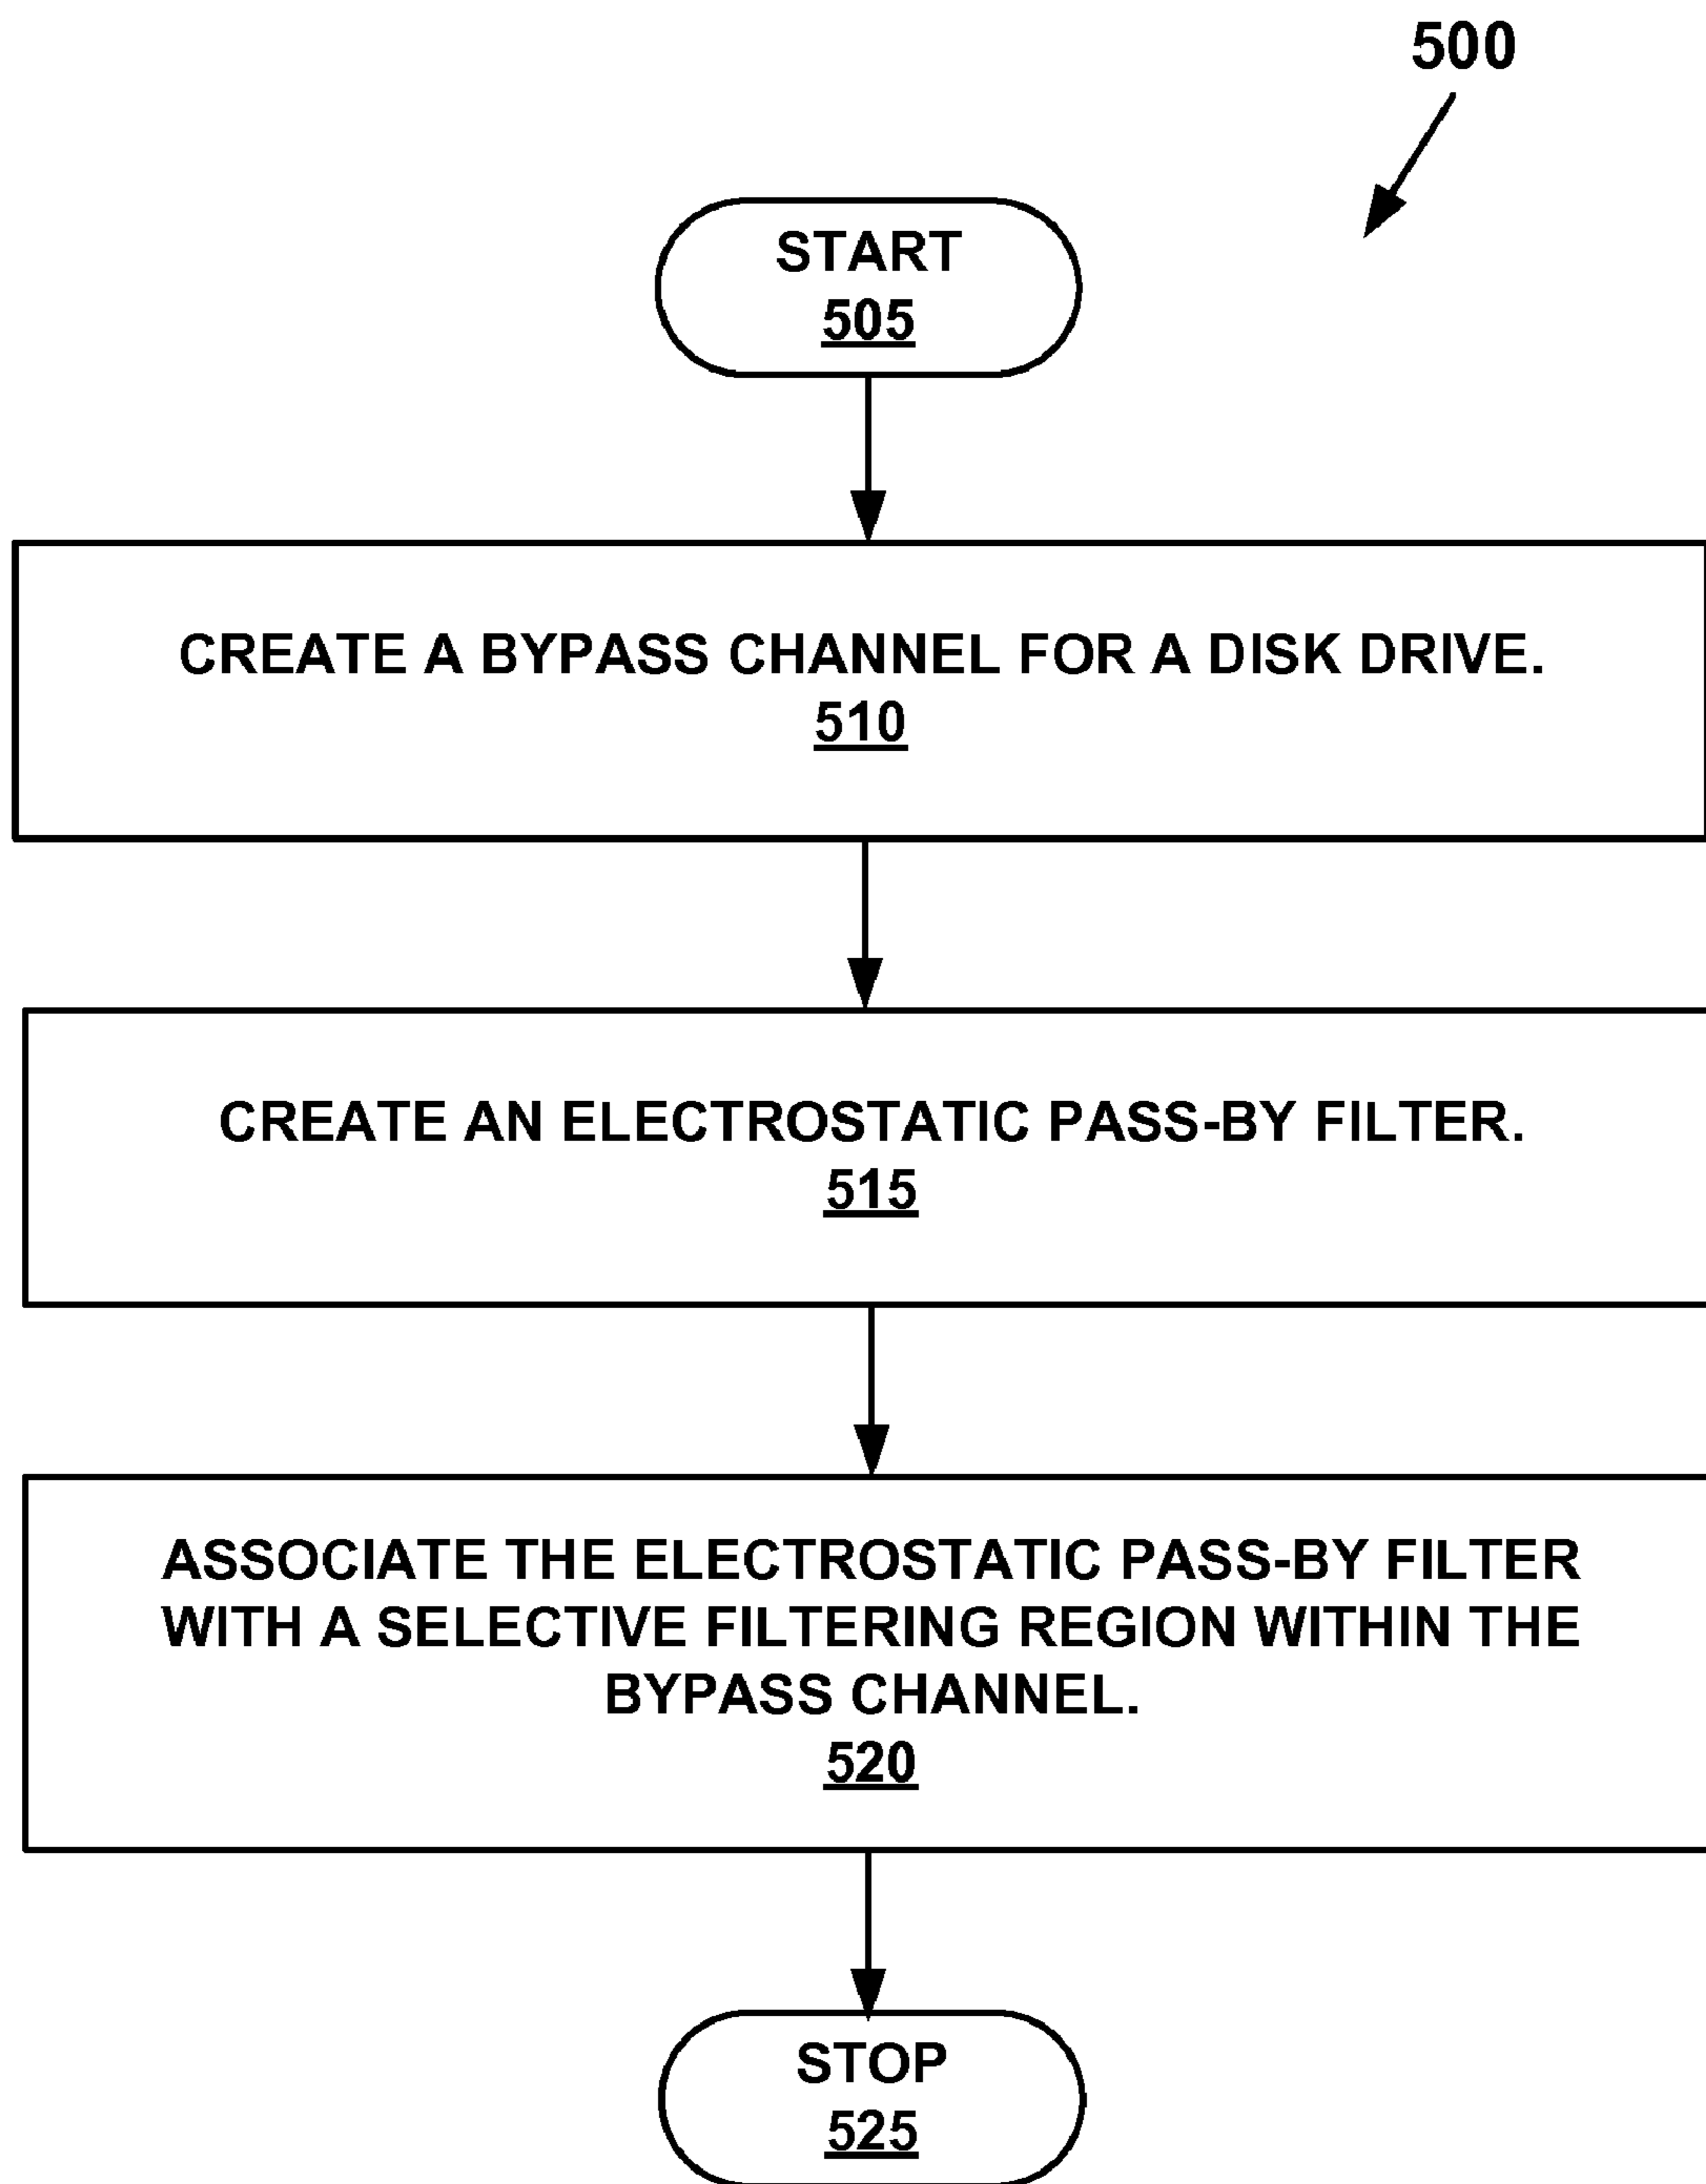 500
START
505
CREATE A BYPASS CHANNEL FOR A DISK DRIVE.
510
CREATE AN ELECTROSTATIC PASS-BY FILTER.
515
ASSOCIATE THE ELECTROSTATIC PASS-BY FILTER
WITH A SELECTIVE FILTERING REGION WITHIN THE
BYPASS CHANNEL.
520
STOP
525